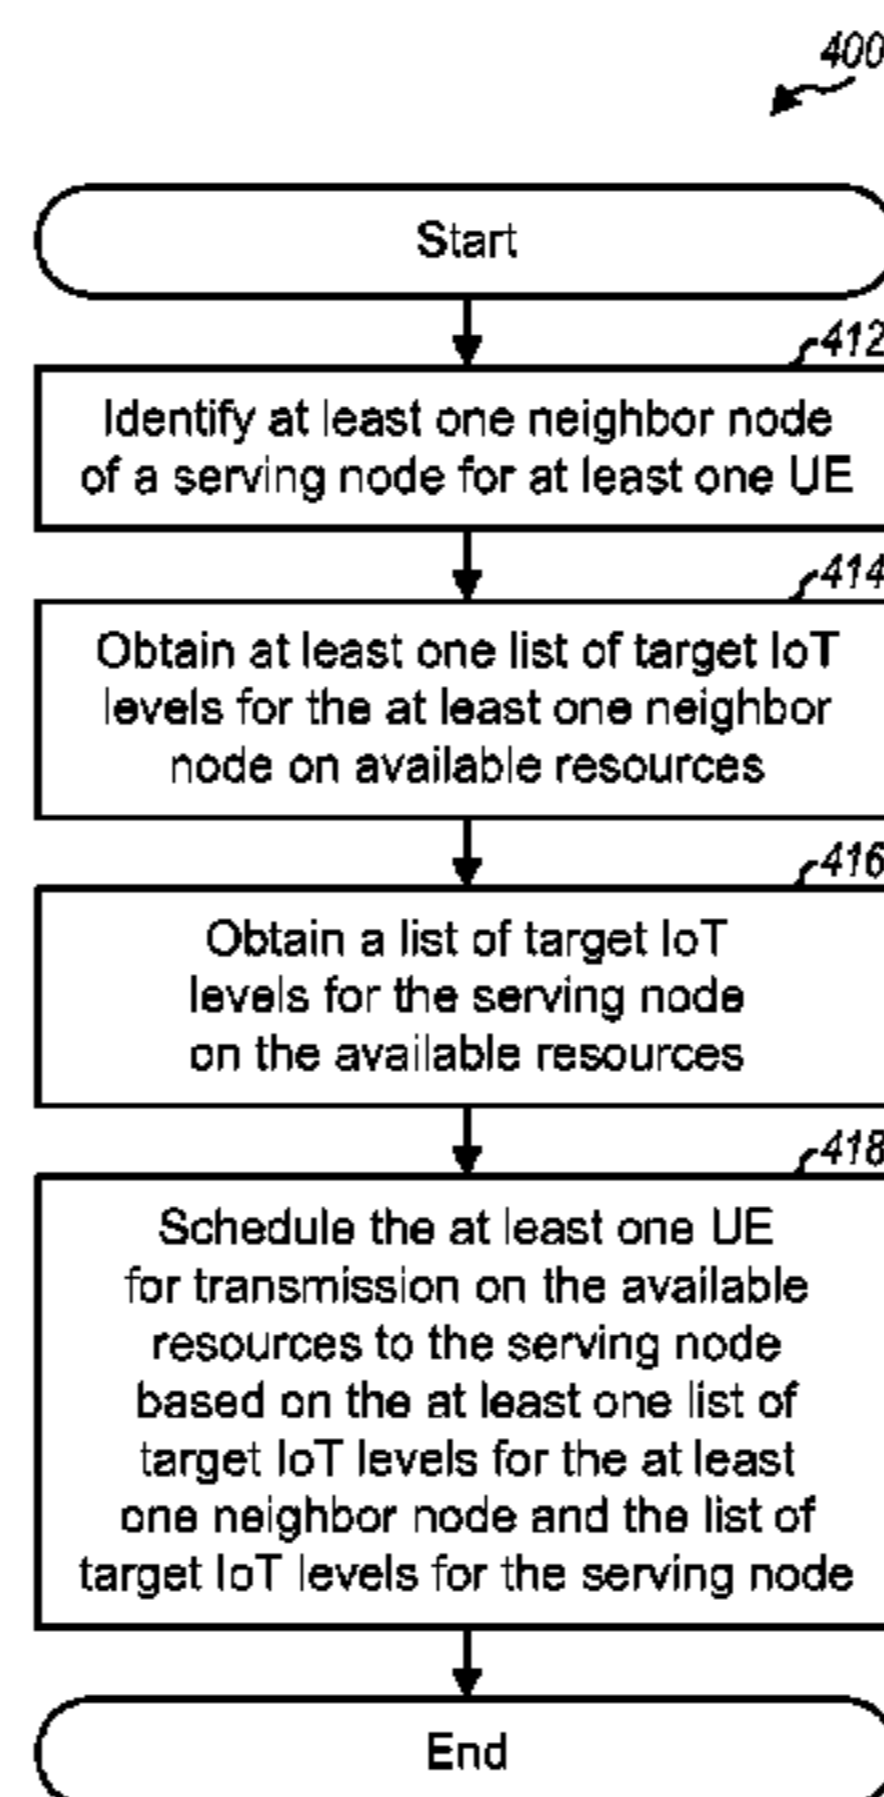 400
Start
412
Identify at least one neighbor node
of a serving node for at least one UE
414
Obtain at least one list of target IoT
levels for the at least one neighbor
node on available resources
416
Obtain a list of target IoT
levels for the serving node
on the available resources
418
Schedule the at least one UE
for transmission on the available
resources to the serving node
based on the at least one list of
target IoT levels for the at least
one neighbor node and the list of
target IoT levels for the serving node
End